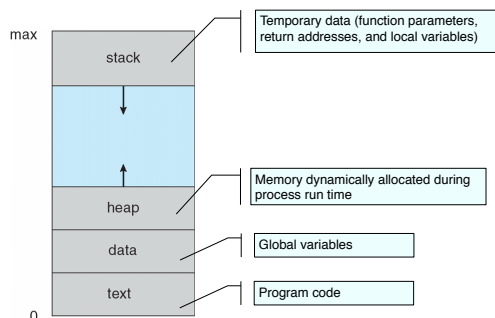 max
stack
heap
data
text
0
Temporary data (function parameters,
return addresses, and local variables)
Memory dynamically allocated during
process run time
Global variables
Program code